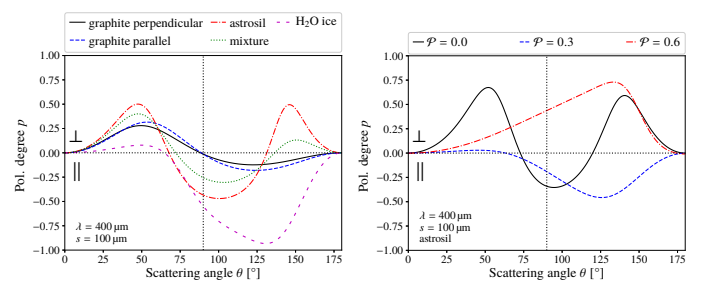 graphite perpendicular astrosil H₂O ice
graphite parallel mixture
1.00
0.75
0.50
0.25
0.00
−0.25
−0.50
−0.75
−1.00
Pol. degree p
⊥
||
λ = 400 μm
s = 100 μm
0 25 50 75 100 125 150 175
Scattering angle θ [°]
𝒫 = 0.0 𝒫 = 0.3 𝒫 = 0.6
1.00
0.75
0.50
0.25
0.00
−0.25
−0.50
−0.75
−1.00
Pol. degree p
⊥
||
λ = 400 μm
s = 100 μm
astrosil
0 25 50 75 100 125 150 175
Scattering angle θ [°]